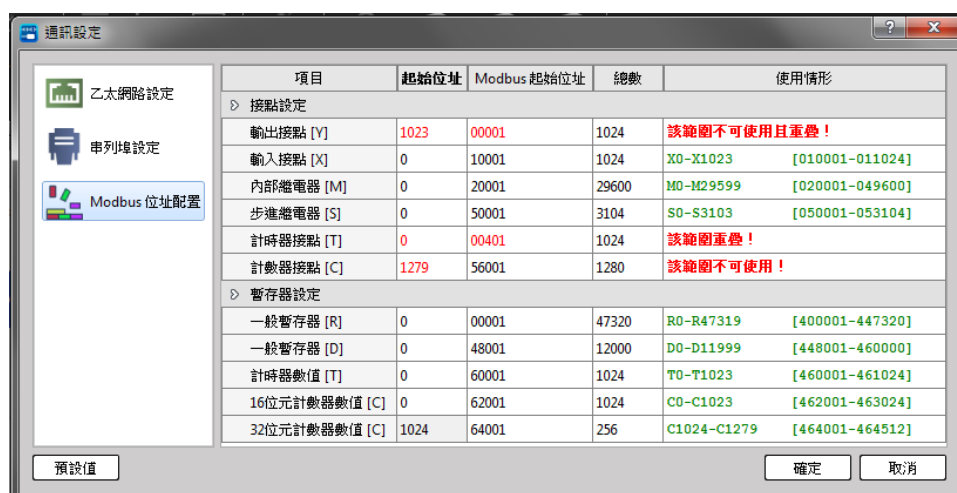 通訊設定
乙太網路設定
串列埠設定
Modbus 位址配置
項目 起始位址 Modbus 起始位址 總數 使用情形
接點設定
輸出接點 [Y] 1023 00001 1024 該範圍不可使用且重疊！
輸入接點 [X] 0 10001 1024 X0-X1023 [010001-011024]
內部繼電器 [M] 0 20001 29600 M0-M29599 [020001-049600]
步進繼電器 [S] 0 50001 3104 S0-S3103 [050001-053104]
計時器接點 [T] 0 00401 1024 該範圍重疊！
計數器接點 [C] 1279 56001 1280 該範圍不可使用！
暫存器設定
一般暫存器 [R] 0 00001 47320 R0-R47319 [400001-447320]
一般暫存器 [D] 0 48001 12000 D0-D11999 [448001-460000]
計時器數值 [T] 0 60001 1024 T0-T1023 [460001-461024]
16位元計數器數值 [C] 0 62001 1024 C0-C1023 [462001-463024]
32位元計數器數值 [C] 1024 64001 256 C1024-C1279 [464001-464512]
預設值 確定 取消